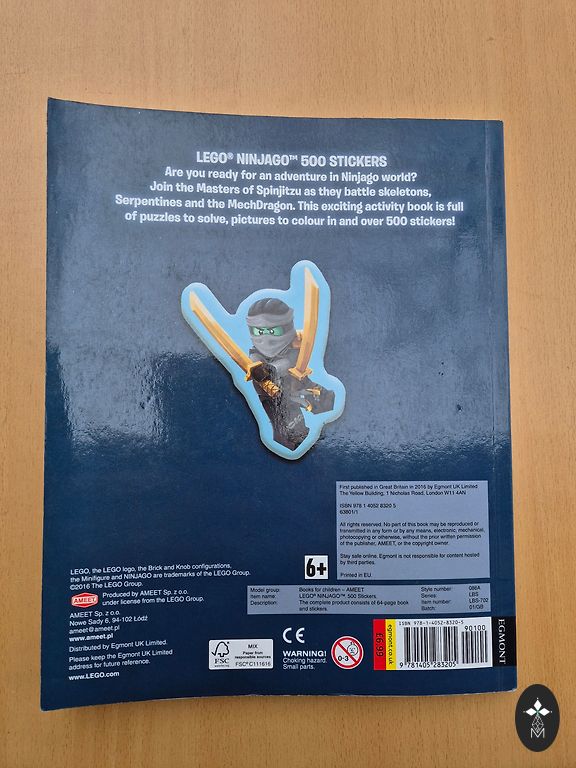 LEGO® NINJAGO™ 500 STICKERS
Are you ready for an adventure in Ninjago world?
Join the Masters of Spinjitzu as they battle skeletons,
Serpentines and the MechDragon. This exciting activity book is full
of puzzles to solve, pictures to colour in and over 500 stickers!
First published in Great Britain in 2016 by Egmont UK Limited
The Yellow Building, 1 Nicholas Road, London W11 4AN
ISBN 978 1 4052 8320 5
63801/1
All rights reserved. No part of this book may be reproduced or
transmitted in any form or by any means, electronic, mechanical,
photocopying or otherwise, without the prior written permission
of the publisher, AMEET, or the copyright owner.
Stay safe online. Egmont is not responsible for content hosted
by third parties.
Printed in EU.
6+
LEGO, the LEGO logo, the Brick and Knob configurations,
the Minifigure and NINJAGO are trademarks of the LEGO Group.
©2016 The LEGO Group.
AMEET
Produced by AMEET Sp. z o.o.
under license from the LEGO Group.
AMEET Sp. z o.o.
Nowe Sady 6, 94-102 Łódź
ameet@ameet.pl
www.ameet.pl
Distributed by Egmont UK Limited.
Please keep the Egmont UK Limited
address for future reference.
www.LEGO.com
Model group: Books for children – AMEET
Item name: LEGO® NINJAGO™. 500 Stickers.
Description: The complete product consists of 64-page book
and stickers.
Style number: 086A
Series: LBS
Item number: LBS-702
Batch: 01/GB
FSC
www.fsc.org
MIX
Paper from
responsible sources
FSC® C111616
CE
WARNING!
Choking hazard.
Small parts.
0-3
£6.99
egmont.co.uk
ISBN 978-1-4052-8320-5
90100
9 781405 283205
EGMONT
M